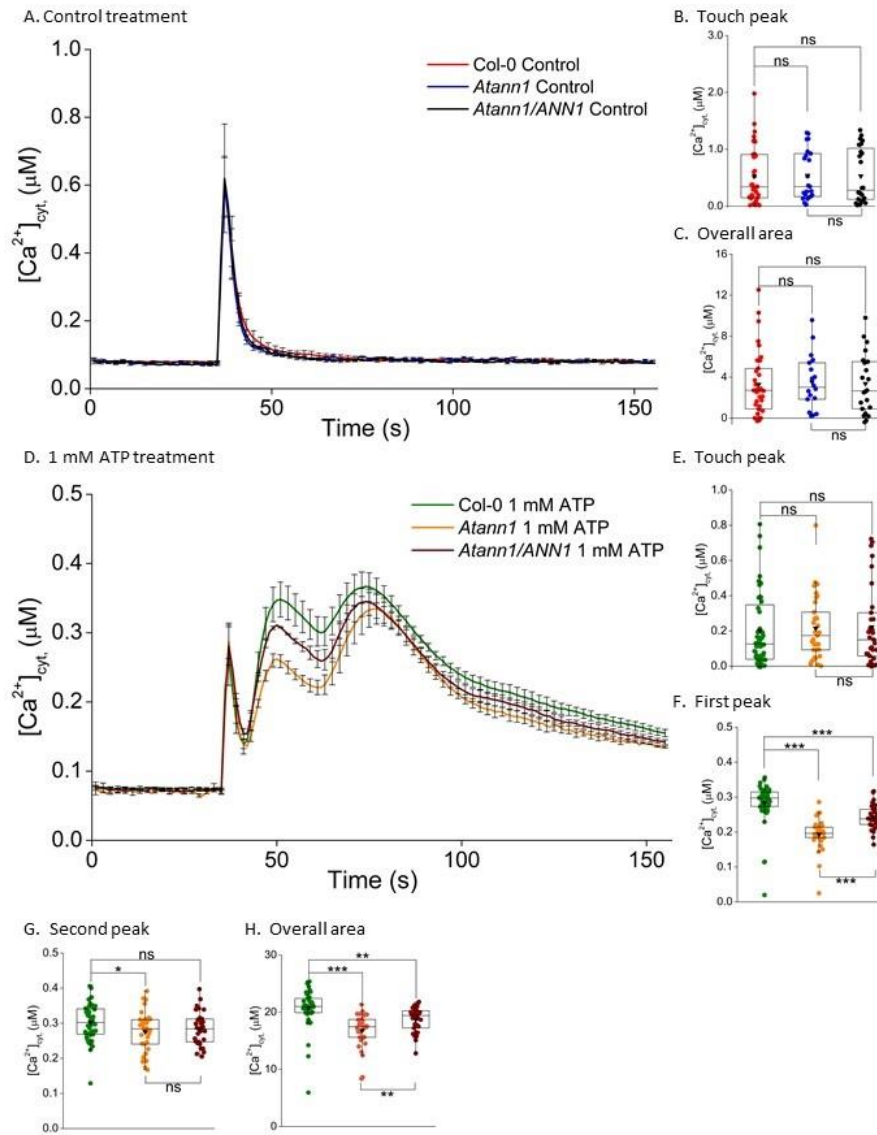 A. Control treatment
[Ca²⁺]cyt, (µM)
1.0
0.8
0.6
0.4
0.2
0.0
Col-0 Control
Atann1 Control
Atann1/ANN1 Control
0
50
100
150
Time (s)
B. Touch peak
[Ca²⁺]cyt, (µM)
3.0
2.0
1.0
0.0
ns
ns
ns
C. Overall area
[Ca²⁺]cyt, (µM)
16
12
8
4
0
ns
ns
ns
D. 1 mM ATP treatment
[Ca²⁺]cyt, (µM)
0.5
0.4
0.3
0.2
0.1
0.0
Col-0 1 mM ATP
Atann1 1 mM ATP
Atann1/ANN1 1 mM ATP
0
50
100
150
Time (s)
E. Touch peak
[Ca²⁺]cyt, (µM)
1.0
0.8
0.6
0.4
0.2
0.0
ns
ns
ns
F. First peak
[Ca²⁺]cyt, (µM)
0.5
0.4
0.3
0.2
0.1
0.0
***
***
***
G. Second peak
[Ca²⁺]cyt, (µM)
0.5
0.4
0.3
0.2
0.1
0.0
ns
*
ns
H. Overall area
[Ca²⁺]cyt, (µM)
30
20
10
0
**
***
**